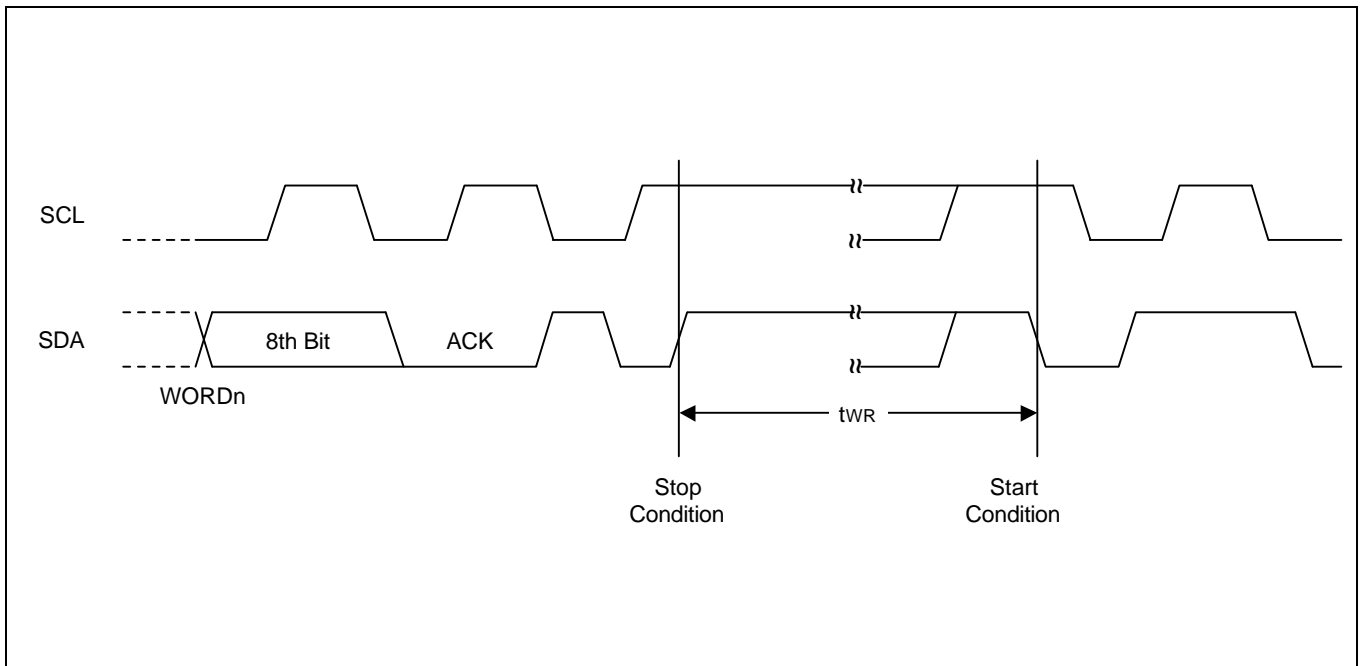 SCL
SDA
8th Bit
ACK
WORDn
tWR
Stop
Condition
Start
Condition